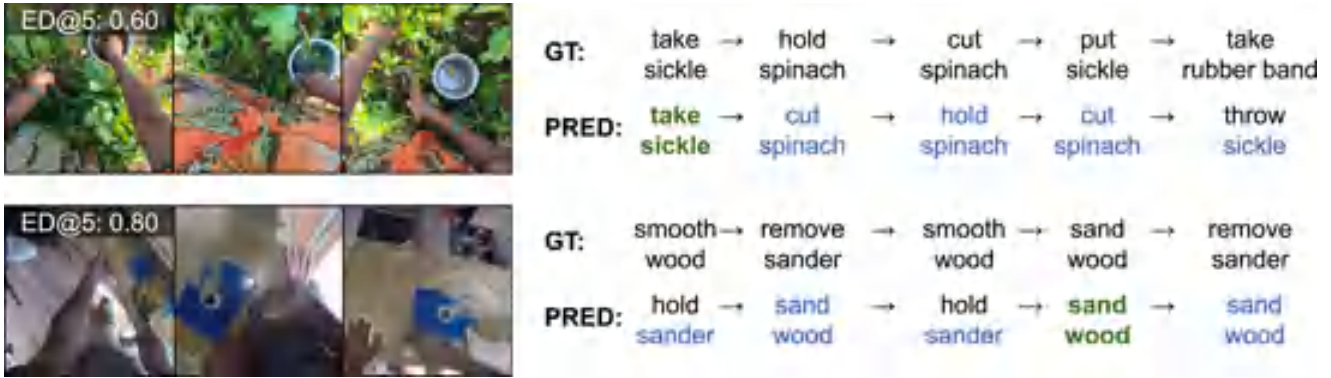 ED@5: 0.60
GT: take → hold → cut → put → take
sickle spinach spinach sickle rubber band
PRED: take → cut → hold → cut → throw
sickle spinach spinach spinach sickle
ED@5: 0.80
GT: smooth → remove → smooth → sand → remove
wood sander wood wood sander
PRED: hold → sand → hold → sand → sand
sander wood sander wood wood